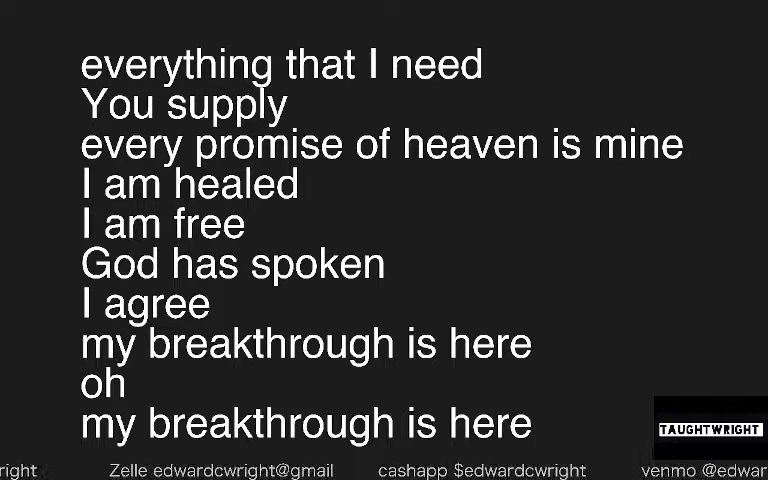 everything that I need
You supply
every promise of heaven is mine
I am healed
I am free
God has spoken
I agree
my breakthrough is here
oh
my breakthrough is here
TAUGHTWRIGHT
right Zelle edwardcwright@gmail cashapp $edwardcwright venmo @edwar